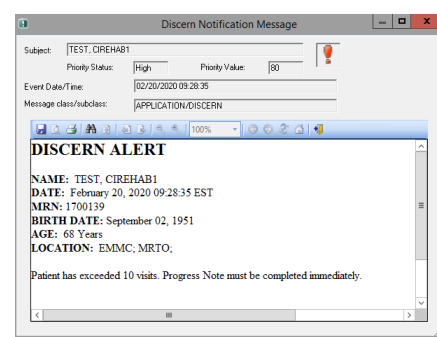 Discern Notification Message
Subject: TEST, CIREHAB1
Priority Status: High Priority Value: 80
Event Date/Time: 02/20/2020 09:28:35
Message class/subclass: APPLICATION/DISCERN
100%
DISCERN ALERT
NAME: TEST, CIREHAB1
DATE: February 20, 2020 09:28:35 EST
MRN: 1700139
BIRTH DATE: September 02, 1951
AGE: 68 Years
LOCATION: EMMC; MRTO;
Patient has exceeded 10 visits. Progress Note must be completed immediately.